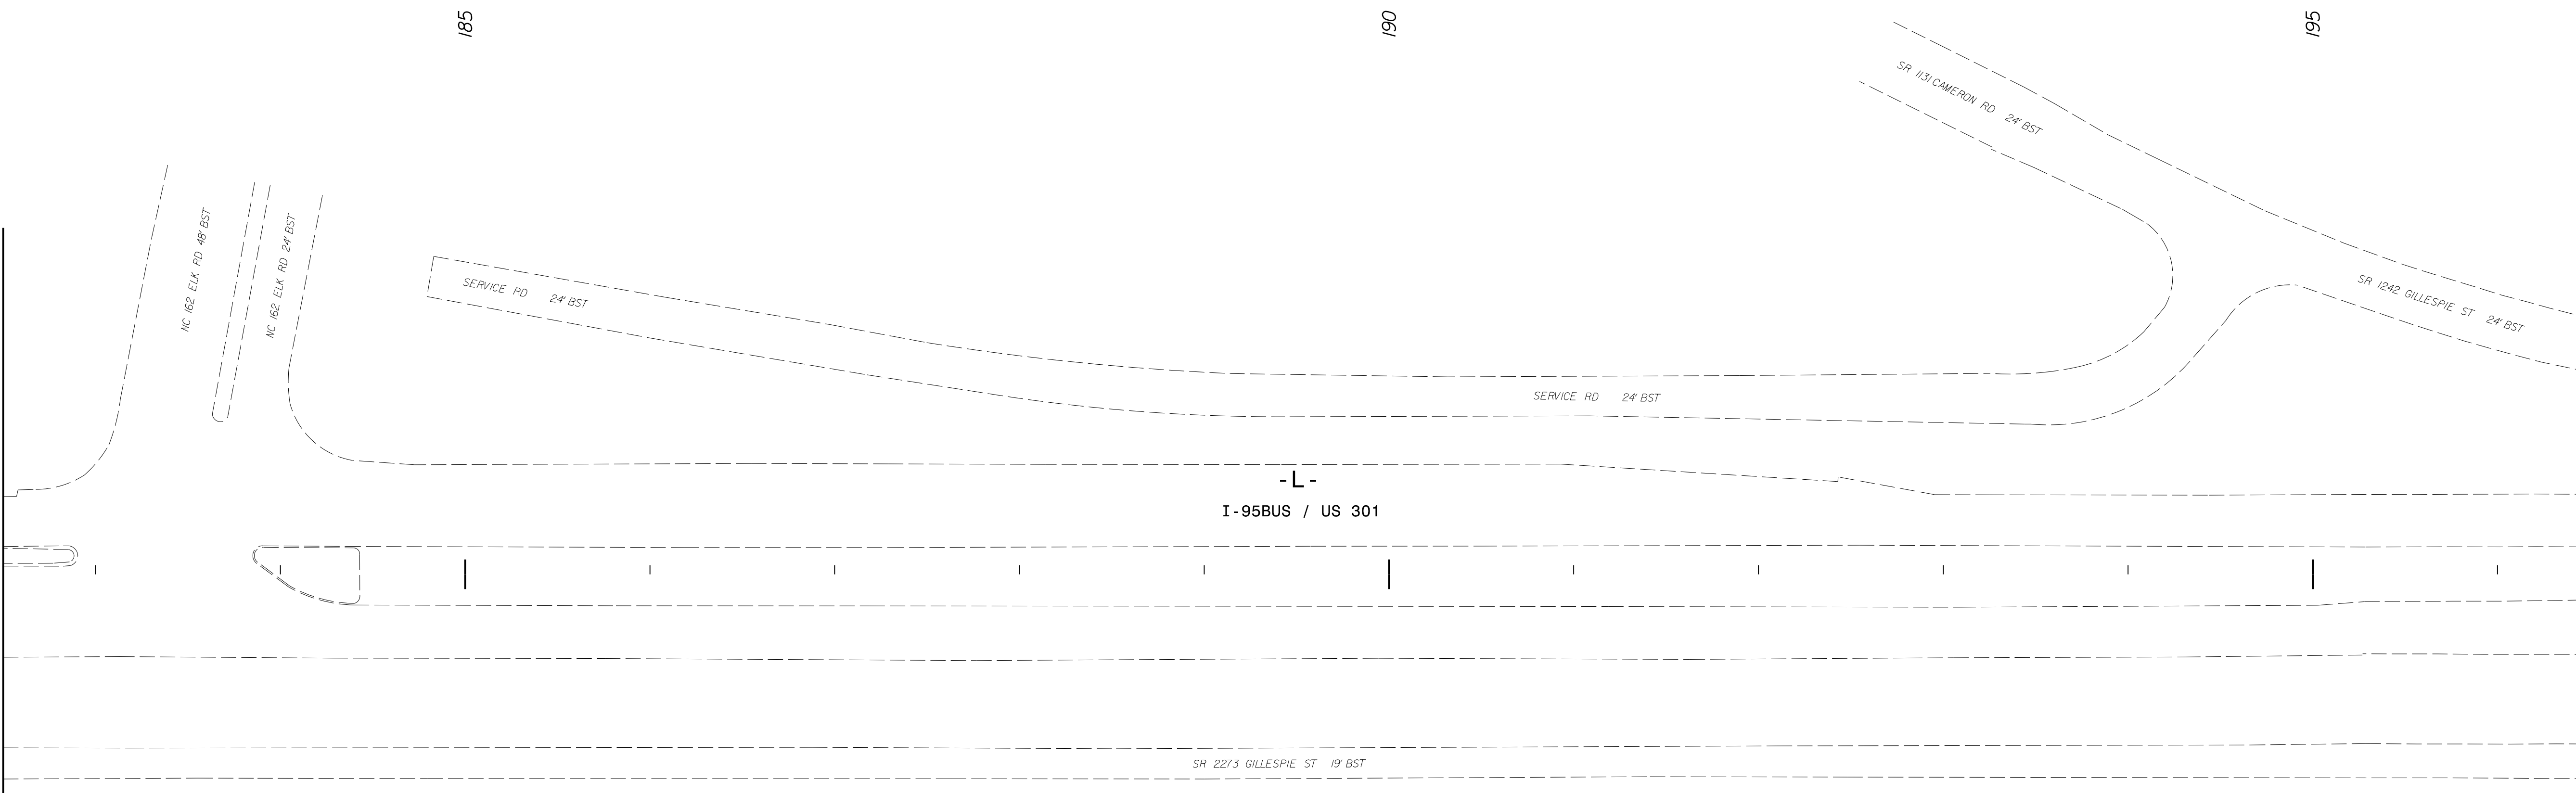 185
190
195
SR 1131 CAMERON RD 24' BST
NC 162 ELK RD 48' BST
NC 162 ELK RD 24' BST
SERVICE RD 24' BST
SR 1242 GILLESPIE ST 24' BST
SERVICE RD 24' BST
-L-
I-95BUS / US 301
SR 2273 GILLESPIE ST 19' BST